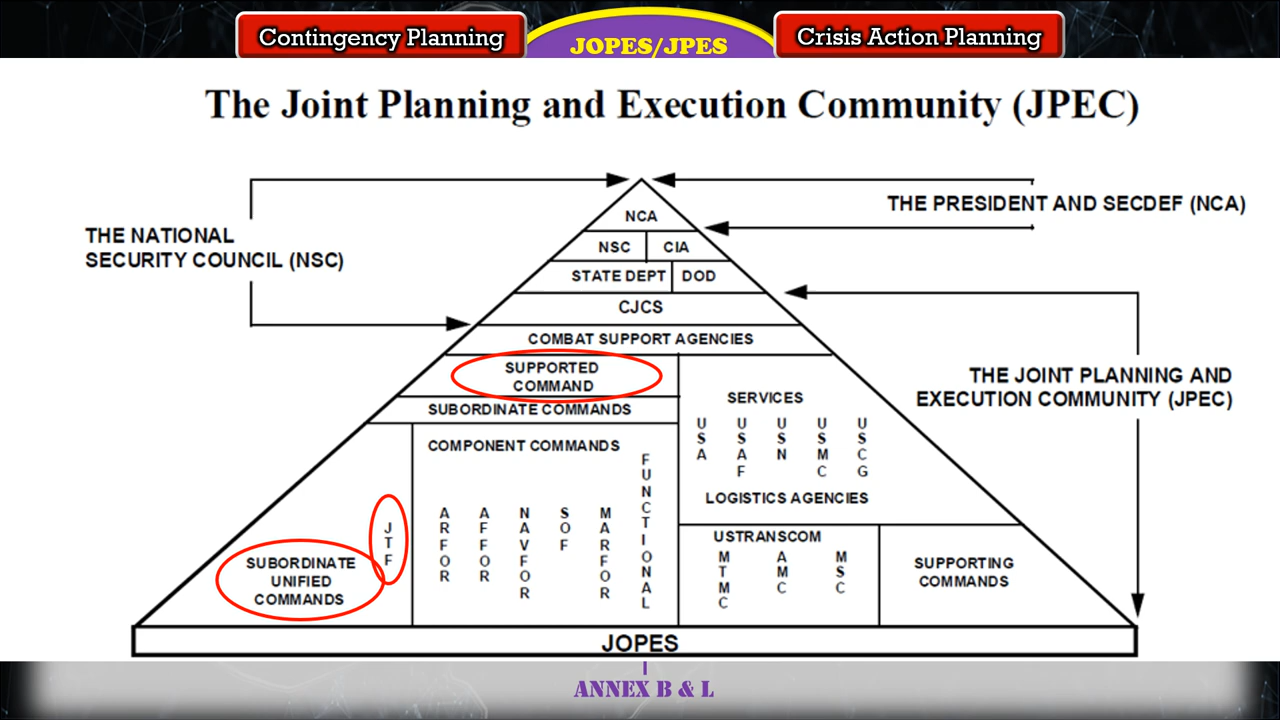 Contingency Planning
JOPES/JPES
Crisis Action Planning
The Joint Planning and Execution Community (JPEC)
THE NATIONAL
SECURITY COUNCIL (NSC)
THE PRESIDENT AND SECDEF (NCA)
NCA
NSC CIA
STATE DEPT DOD
CJCS
COMBAT SUPPORT AGENCIES
SUPPORTED
COMMAND
SUBORDINATE COMMANDS
THE JOINT PLANNING AND
EXECUTION COMMUNITY (JPEC)
SERVICES
USA
USAF
USN
USMC
USCG
LOGISTICS AGENCIES
COMPONENT COMMANDS
ARFOR
AFFOR
NAVFOR
SOF
MARFOR
FUNCTIONAL
JTF
SUBORDINATE
UNIFIED
COMMANDS
USTRANSCOM
MTMC
AMC
MSC
SUPPORTING
COMMANDS
JOPES
ANNEX B & L